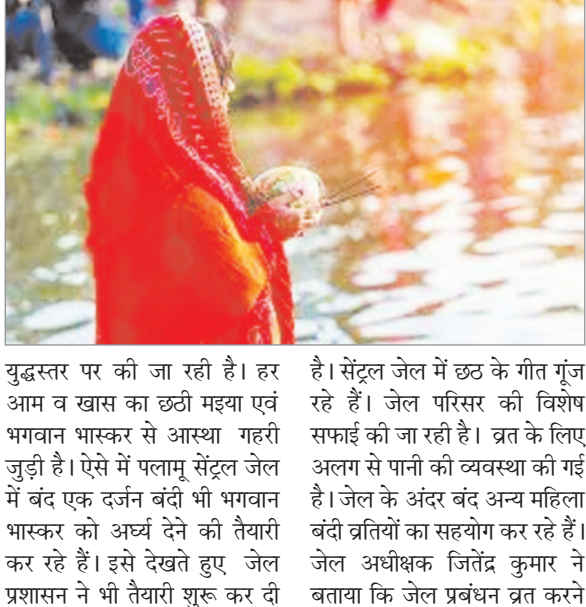 युद्धस्तर पर की जा रही है। हर
आम व खास का छठी मइया एवं
भगवान भास्कर से आस्था गहरी
जुड़ी है। ऐसे में पलामू सेंट्रल जेल
में बंद एक दर्जन बंदी भी भगवान
भास्कर को अर्घ्य देने की तैयारी
कर रहे हैं। इसे देखते हुए जेल
प्रशासन ने भी तैयारी शुरू कर दी
है। सेंट्रल जेल में छठ के गीत गूंज
रहे हैं। जेल परिसर की विशेष
सफाई की जा रही है। व्रत के लिए
अलग से पानी की व्यवस्था की गई
है। जेल के अंदर बंद अन्य महिला
बंदी व्रतियों का सहयोग कर रहे हैं।
जेल अधीक्षक जितेंद्र कुमार ने
बताया कि जेल प्रबंधन व्रत करने